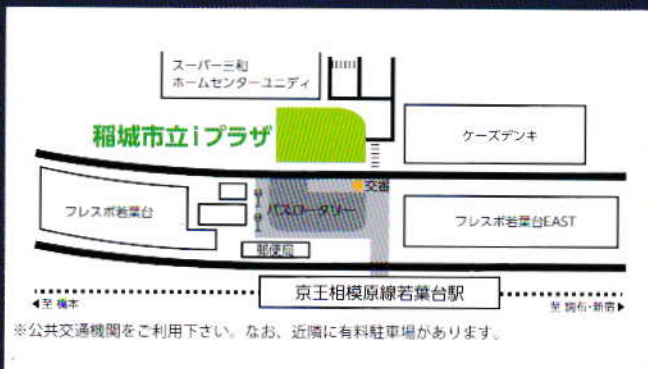 スーパー三和
ホームセンターユニディ
稲城市立iプラザ
ケーズデンキ
交番
フレスポ若葉台
バスロータリー
フレスポ若葉台EAST
郵便局
京王相模原線若葉台駅
◀至 橋本
至 調布・新宿▶
※公共交通機関をご利用下さい。なお、近隣に有料駐車場があります。